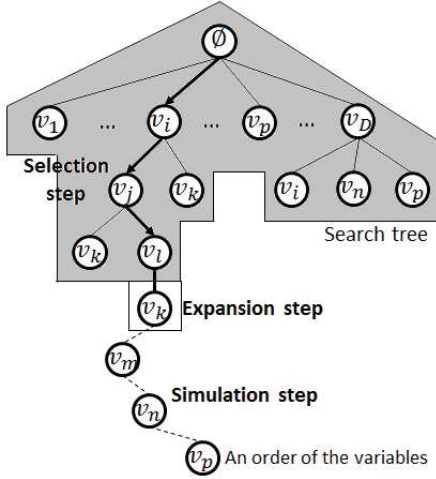 ∅
v₁ ... vᵢ ... vₚ ... v_D
Selection
step
vⱼ vₖ vᵢ vₙ vₚ
Search tree
vₖ vₗ
vₖ Expansion step
vₘ
Simulation step
vₙ
vₚ An order of the variables